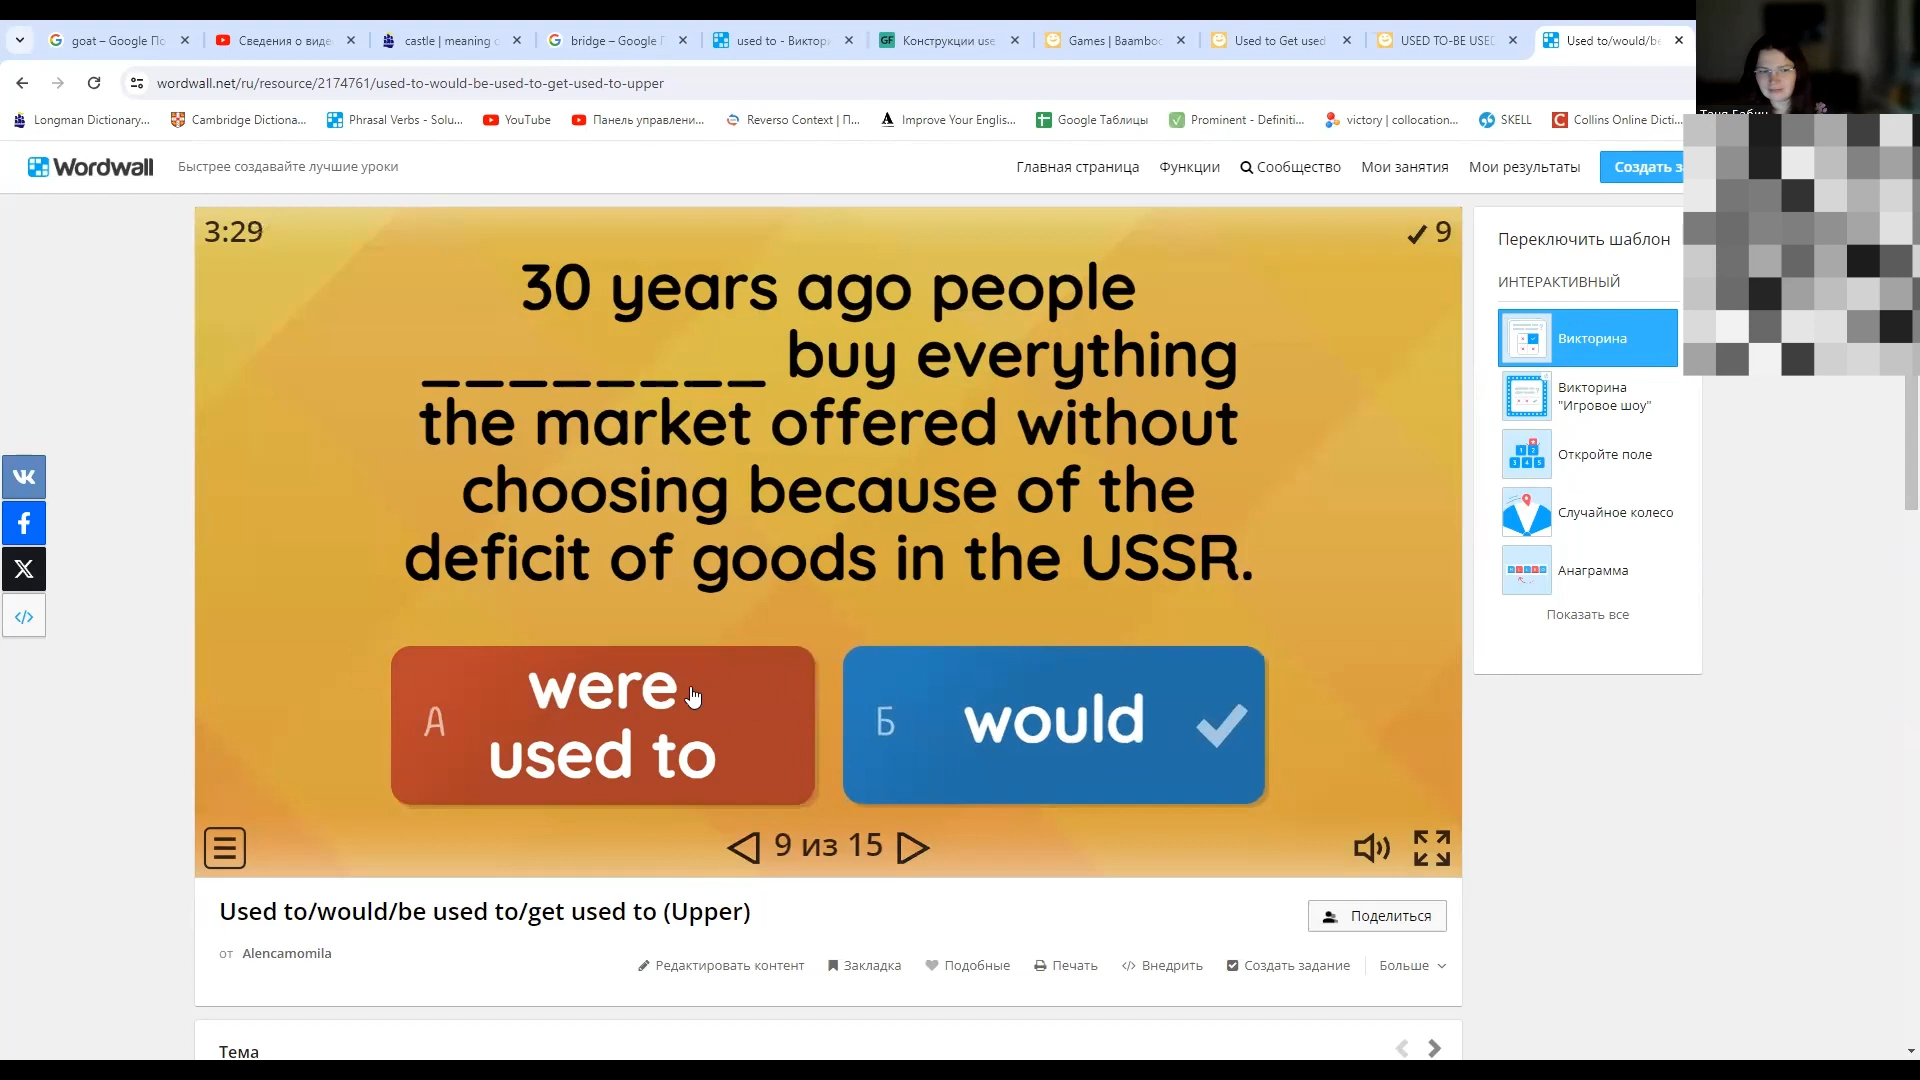 goat – Google По
Сведения о виде
castle | meaning
bridge – Google П
used to - Виктори
Конструкции use
Games | Baamboo
Used to Get used
USED TO-BE USED
Used to/would/be
wordwall.net/ru/resource/2174761/used-to-would-be-used-to-get-used-to-upper
Longman Dictionary...
Cambridge Dictiona...
Phrasal Verbs - Solu...
YouTube
Панель управлени...
Reverso Context | П...
Improve Your Englis...
Google Таблицы
Prominent - Definiti...
victory | collocation...
SKELL
Collins Online Dicti...
Wordwall
Быстрее создавайте лучшие уроки
Главная страница
Функции
Сообщество
Мои занятия
Мои результаты
Создать з
3:29
9
30 years ago people
________ buy everything
the market offered without
choosing because of the
deficit of goods in the USSR.
А
were
used to
Б
would
9 из 15
Переключить шаблон
ИНТЕРАКТИВНЫЙ
Викторина
Викторина
"Игровое шоу"
Откройте поле
Случайное колесо
Анаграмма
Показать все
Used to/would/be used to/get used to (Upper)
Поделиться
от Alencamomila
Редактировать контент
Закладка
Подобные
Печать
Внедрить
Создать задание
Больше
Тема